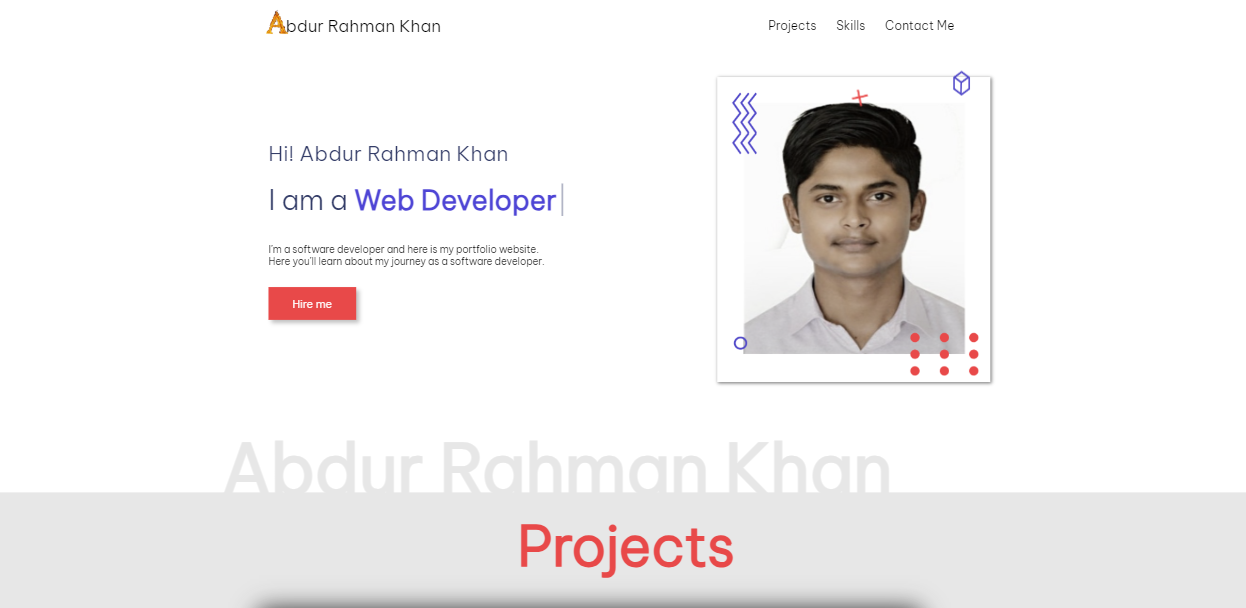 Abdur Rahman Khan
Projects Skills Contact Me
Hi! Abdur Rahman Khan
I am a Web Developer
I'm a software developer and here is my portfolio website.
Here you'll learn about my journey as a software developer.
Hire me
Abdur Rahman Khan
Projects